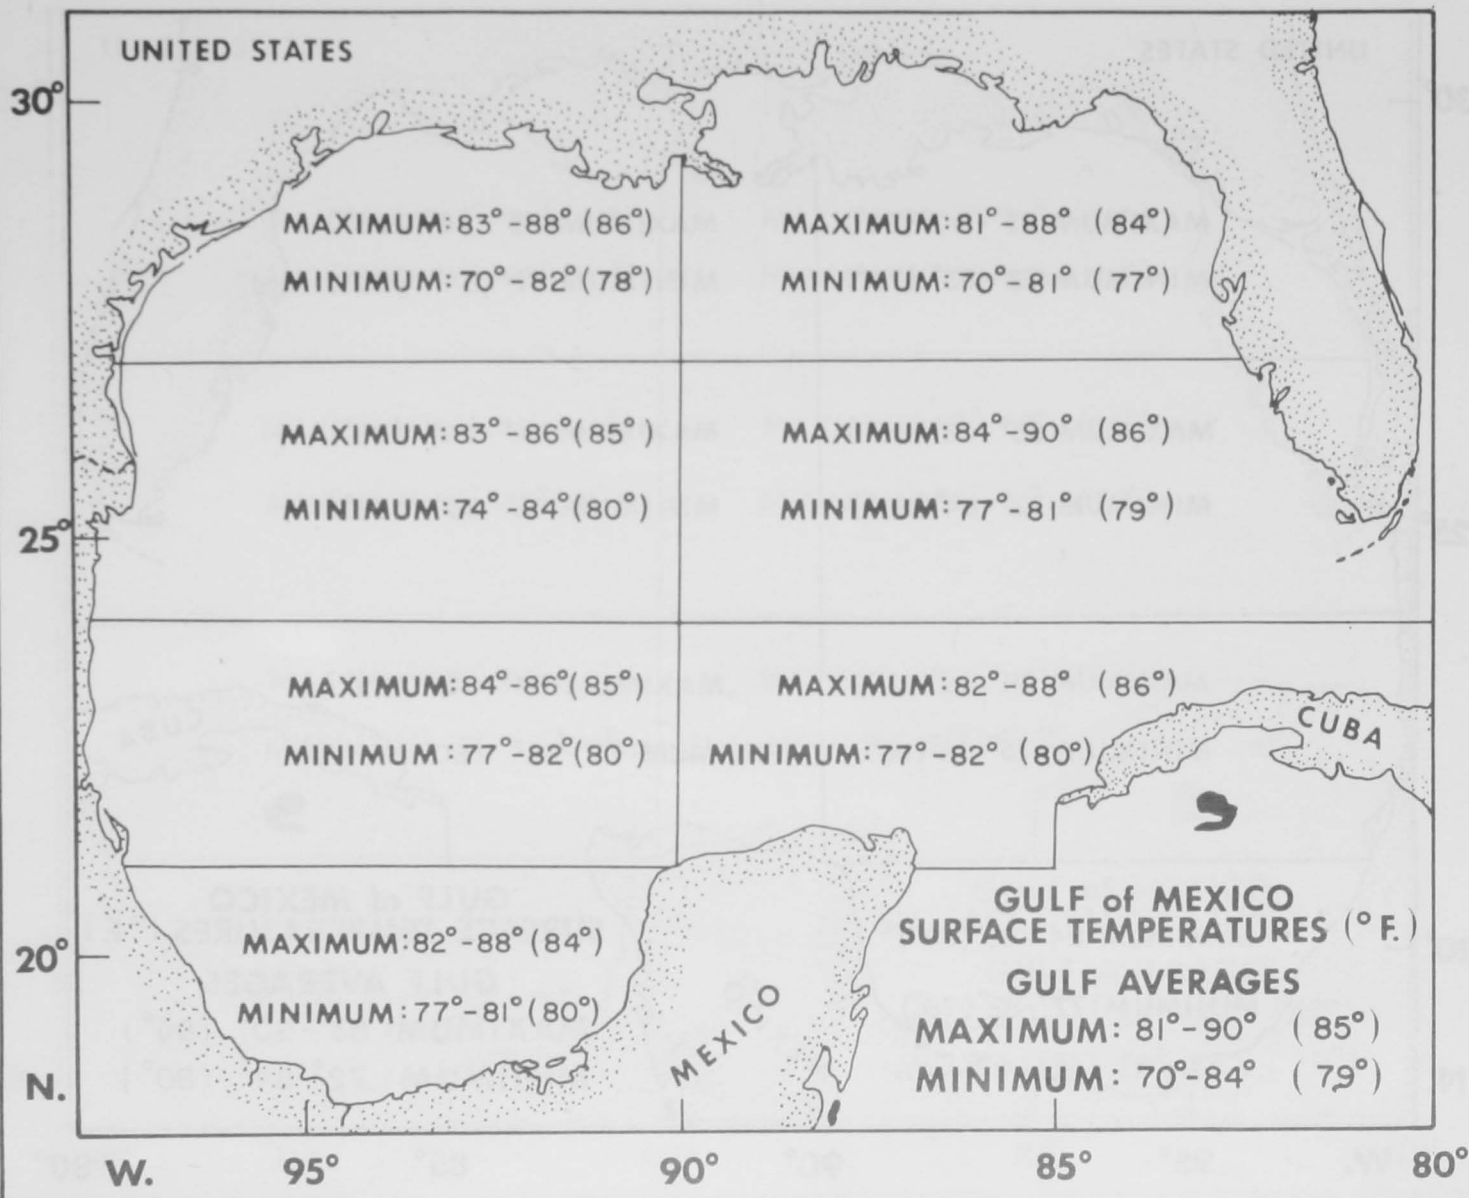 UNITED STATES
30°
MAXIMUM: 83°-88° (86°)
MINIMUM: 70°-82° (78°)
MAXIMUM: 81°-88° (84°)
MINIMUM: 70°-81° (77°)
MAXIMUM: 83°-86° (85°)
MINIMUM: 74°-84° (80°)
MAXIMUM: 84°-90° (86°)
MINIMUM: 77°-81° (79°)
25°
MAXIMUM: 84°-86° (85°)
MINIMUM: 77°-82° (80°)
MAXIMUM: 82°-88° (86°)
MINIMUM: 77°-82° (80°)
CUBA
MAXIMUM: 82°-88° (84°)
MINIMUM: 77°-81° (80°)
20°
MEXICO
GULF of MEXICO
SURFACE TEMPERATURES (°F.)
GULF AVERAGES
MAXIMUM: 81°-90° (85°)
MINIMUM: 70°-84° (79°)
N.
W. 95° 90° 85° 80°